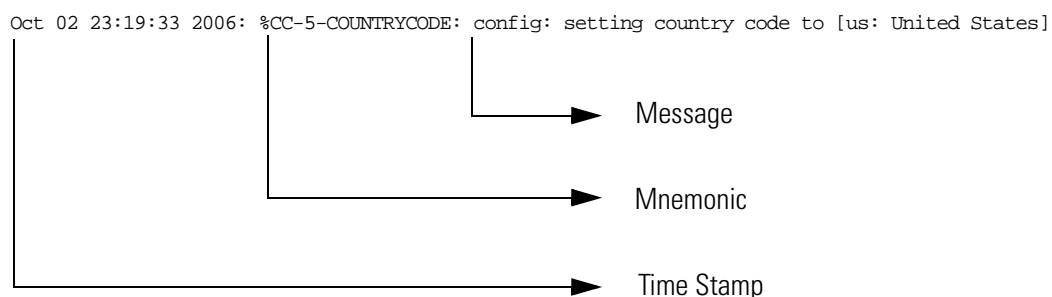 Oct 02 23:19:33 2006: %CC-5-COUNTRYCODE: config: setting country code to [us: United States]
Message
Mnemonic
Time Stamp